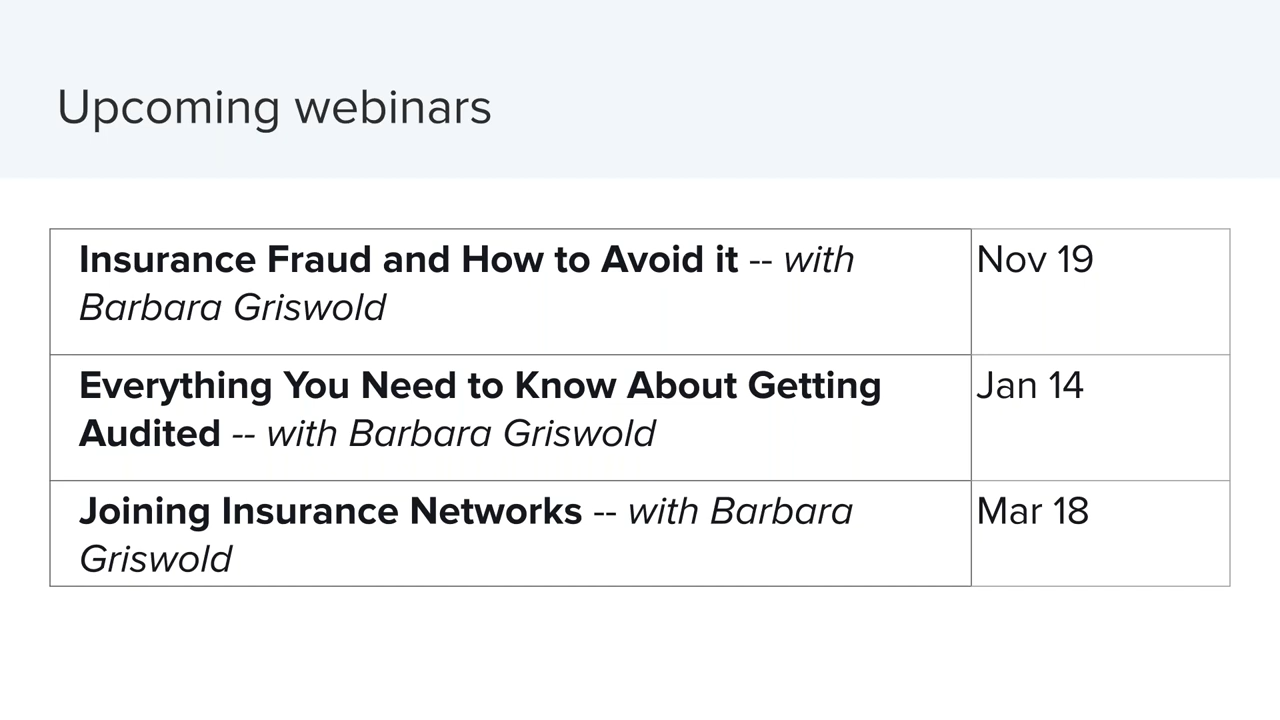 Upcoming webinars
Insurance Fraud and How to Avoid it -- with
Barbara Griswold
Nov 19
Everything You Need to Know About Getting
Audited -- with Barbara Griswold
Jan 14
Joining Insurance Networks -- with Barbara
Griswold
Mar 18